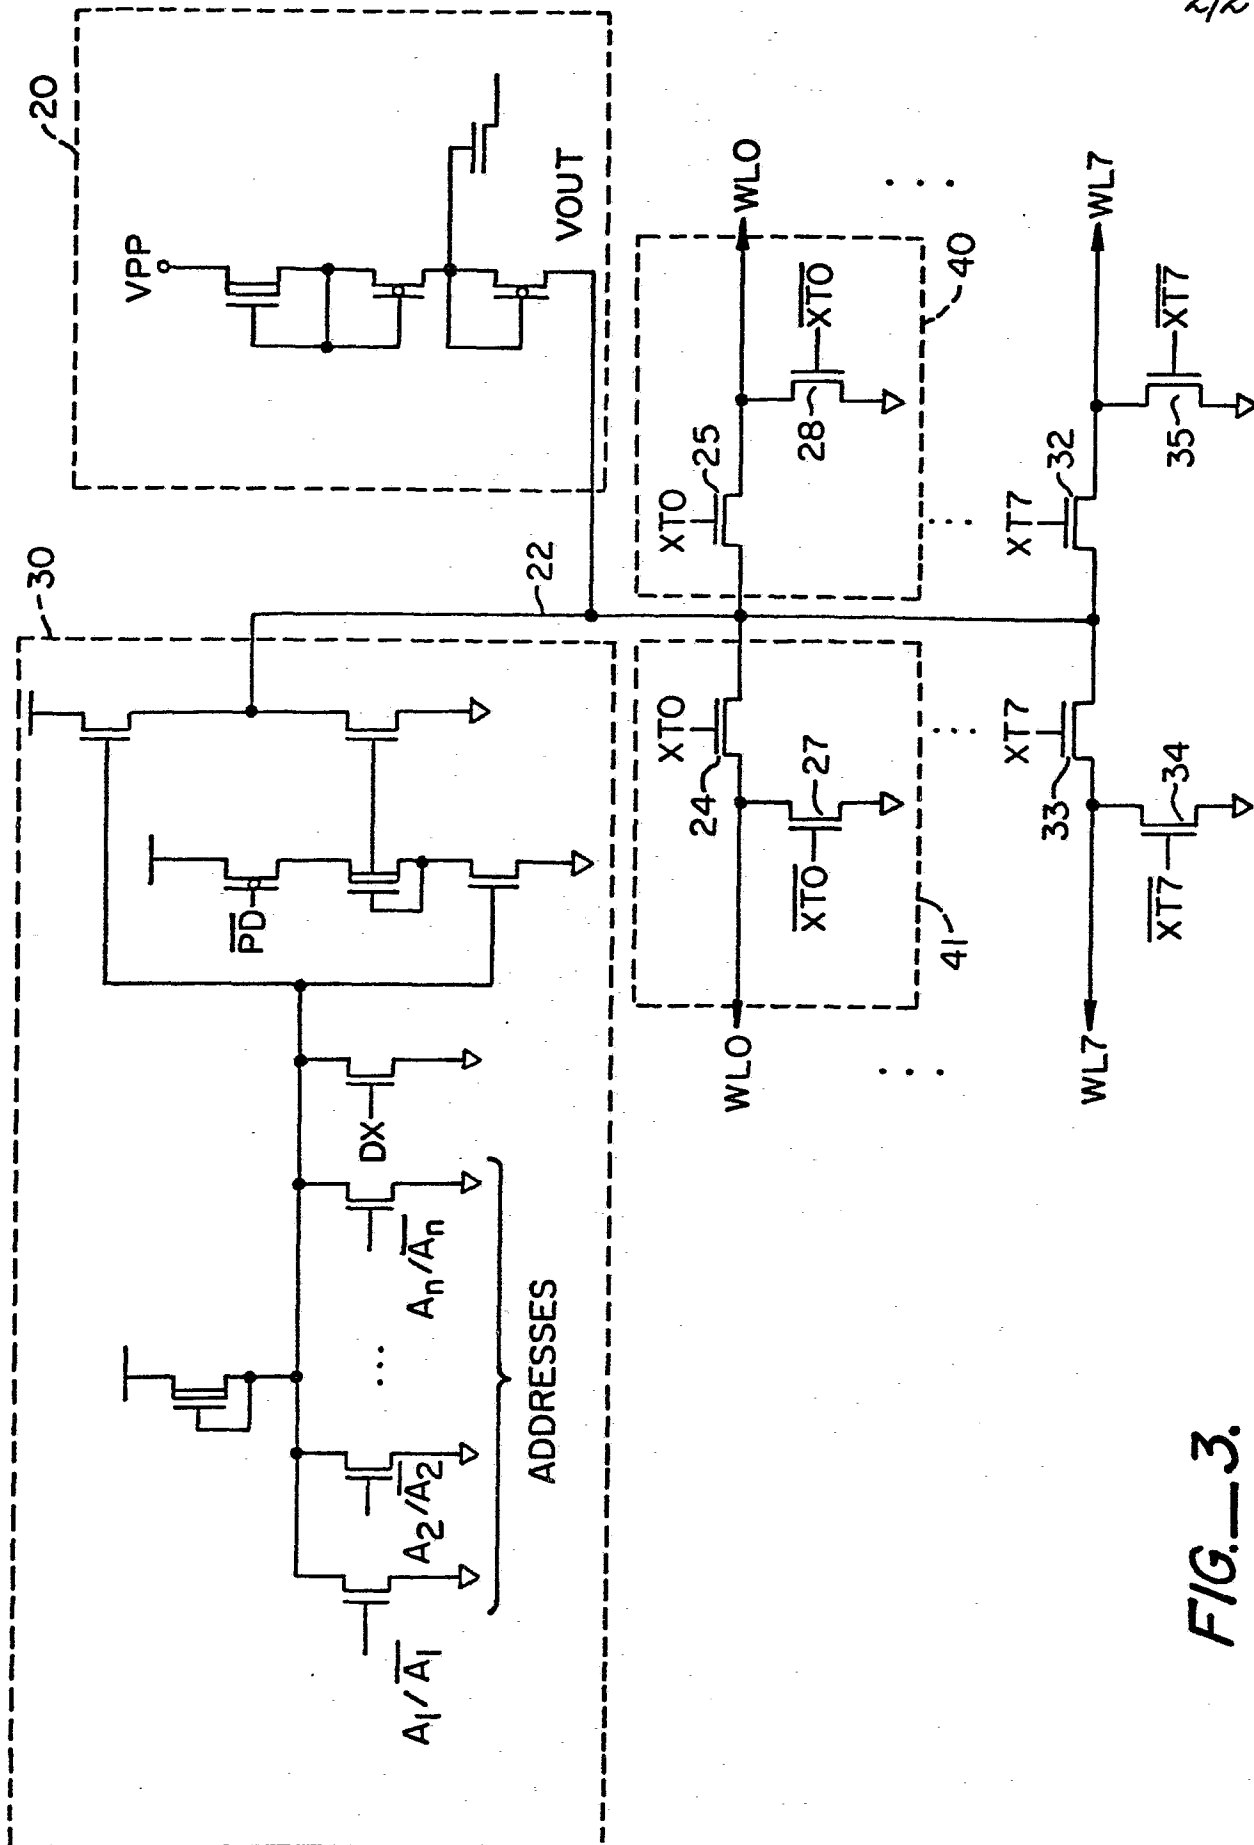 2/2
20
VPP
VOUT
30
22
PD
DX
An/An
A2/A2
A1/A1
...
ADDRESSES
WL0
40
XT0
25
28
XT0
...
WL7
XT7
32
35
XT7
...
XT0
24
27
XT0
41
WL0
...
XT7
33
34
XT7
WL7
...
FIG.—3.